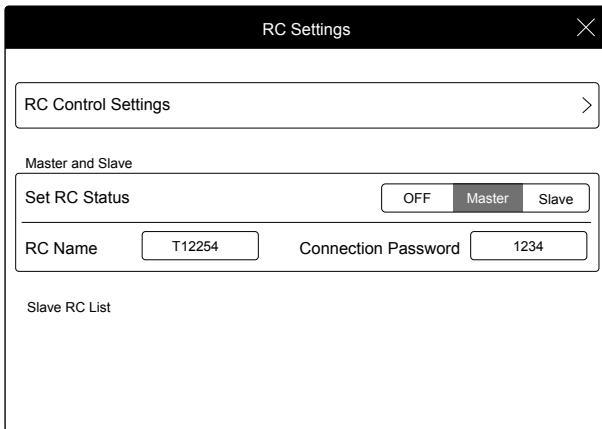 RC Settings
RC Control Settings
Master and Slave
Set RC Status OFF Master Slave
RC Name T12254 Connection Password 1234
Slave RC List